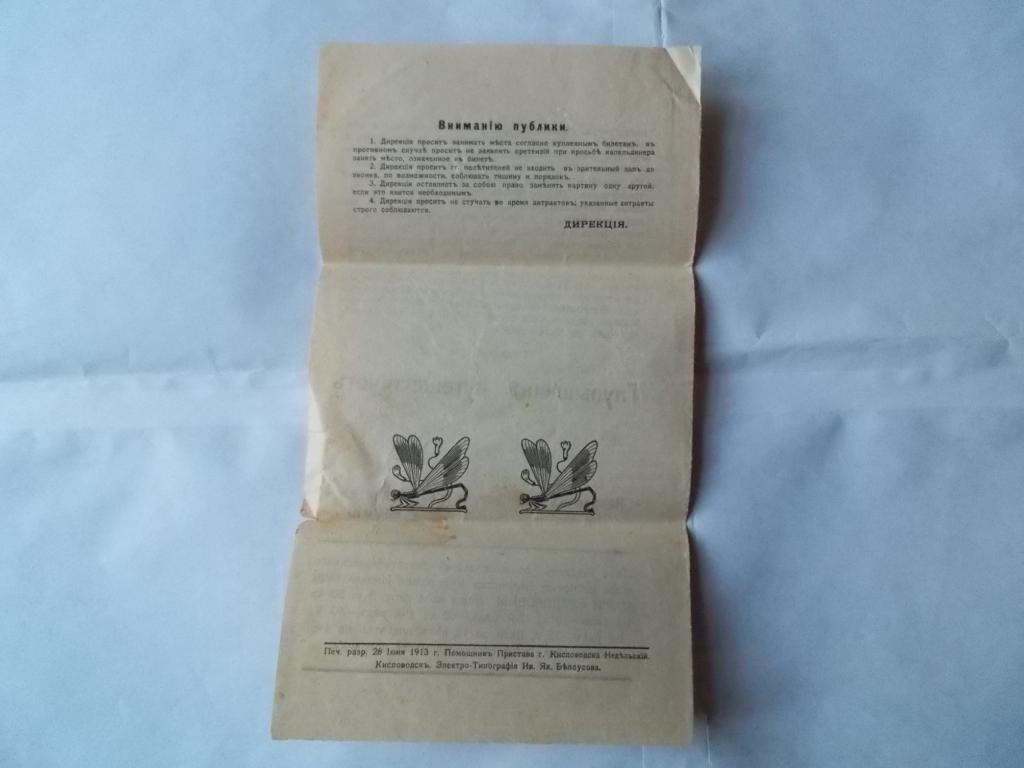 Вниманію публики.
1. Дирекція проситъ занимать мѣста согласно купленнымъ билетамъ, въ
противномъ случаѣ проситъ не заявлять претензій при просьбѣ капельдинера
занять мѣсто, означенное въ билетѣ.
2. Дирекція проситъ гг. посѣтителей не входить въ зрительный залъ до
звонка, по возможности, соблюдать тишину и порядокъ.
3. Дирекція оставляетъ за собою право замѣнять картину одну другой,
если это явится необходимымъ.
4. Дирекція проситъ не стучать во время антрактовъ; указанные антракты
строго соблюдаются.
ДИРЕКЦІЯ.
Глупышкинъ путешествуетъ
Печ. разр. 28 Іюня 1913 г. Помощникъ Пристава г. Кисловодска Недѣльскій.
Кисловодскъ. Электро-Типографія Ив. Як. Бѣлоусова.